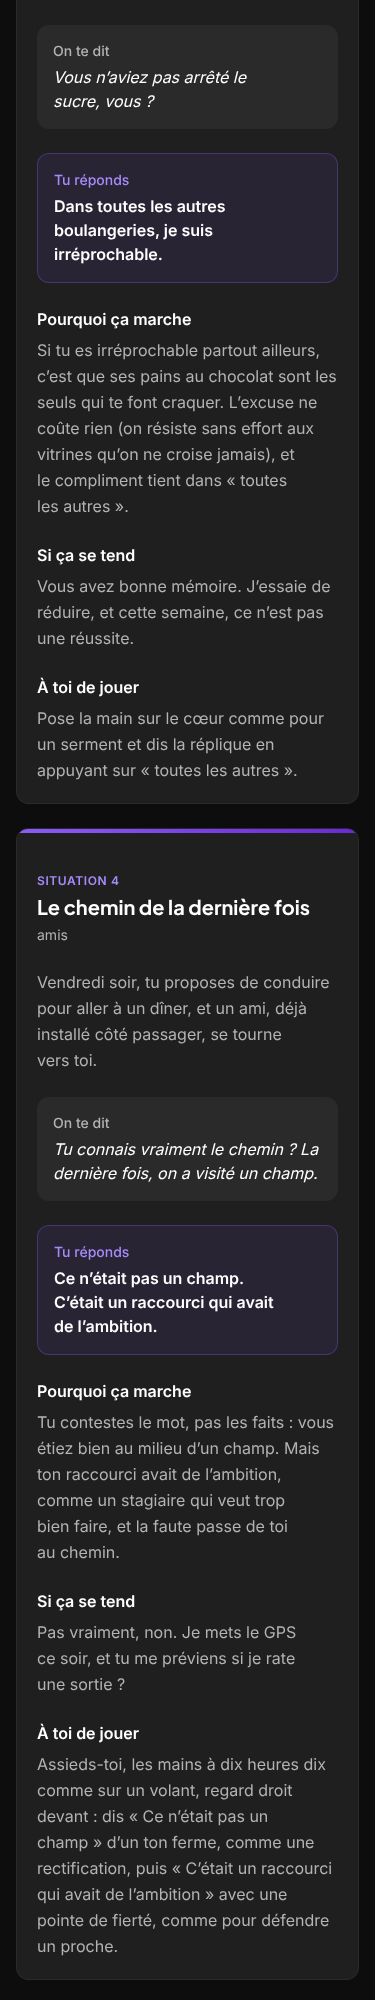 On te dit
Vous n’aviez pas arrêté le
sucre, vous ?
Tu réponds
Dans toutes les autres
boulangeries, je suis
irréprochable.
Pourquoi ça marche
Si tu es irréprochable partout ailleurs,
c’est que ses pains au chocolat sont les
seuls qui te font craquer. L’excuse ne
coûte rien (on résiste sans effort aux
vitrines qu’on ne croise jamais), et
le compliment tient dans « toutes
les autres ».
Si ça se tend
Vous avez bonne mémoire. J’essaie de
réduire, et cette semaine, ce n’est pas
une réussite.
À toi de jouer
Pose la main sur le cœur comme pour
un serment et dis la réplique en
appuyant sur « toutes les autres ».
SITUATION 4
Le chemin de la dernière fois
amis
Vendredi soir, tu proposes de conduire
pour aller à un dîner, et un ami, déjà
installé côté passager, se tourne
vers toi.
On te dit
Tu connais vraiment le chemin ? La
dernière fois, on a visité un champ.
Tu réponds
Ce n’était pas un champ.
C’était un raccourci qui avait
de l’ambition.
Pourquoi ça marche
Tu contestes le mot, pas les faits : vous
étiez bien au milieu d’un champ. Mais
ton raccourci avait de l’ambition,
comme un stagiaire qui veut trop
bien faire, et la faute passe de toi
au chemin.
Si ça se tend
Pas vraiment, non. Je mets le GPS
ce soir, et tu me préviens si je rate
une sortie ?
À toi de jouer
Assieds-toi, les mains à dix heures dix
comme sur un volant, regard droit
devant : dis « Ce n’était pas un
champ » d’un ton ferme, comme une
rectification, puis « C’était un raccourci
qui avait de l’ambition » avec une
pointe de fierté, comme pour défendre
un proche.